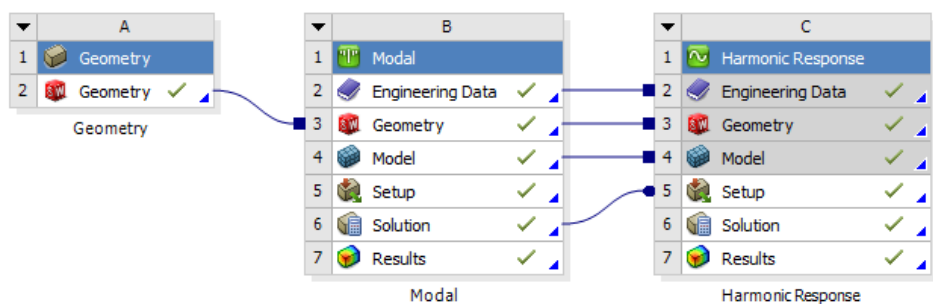 A
1 Geometry
2 Geometry
Geometry
B
1 Modal
2 Engineering Data
3 Geometry
4 Model
5 Setup
6 Solution
7 Results
Modal
C
1 Harmonic Response
2 Engineering Data
3 Geometry
4 Model
5 Setup
6 Solution
7 Results
Harmonic Response